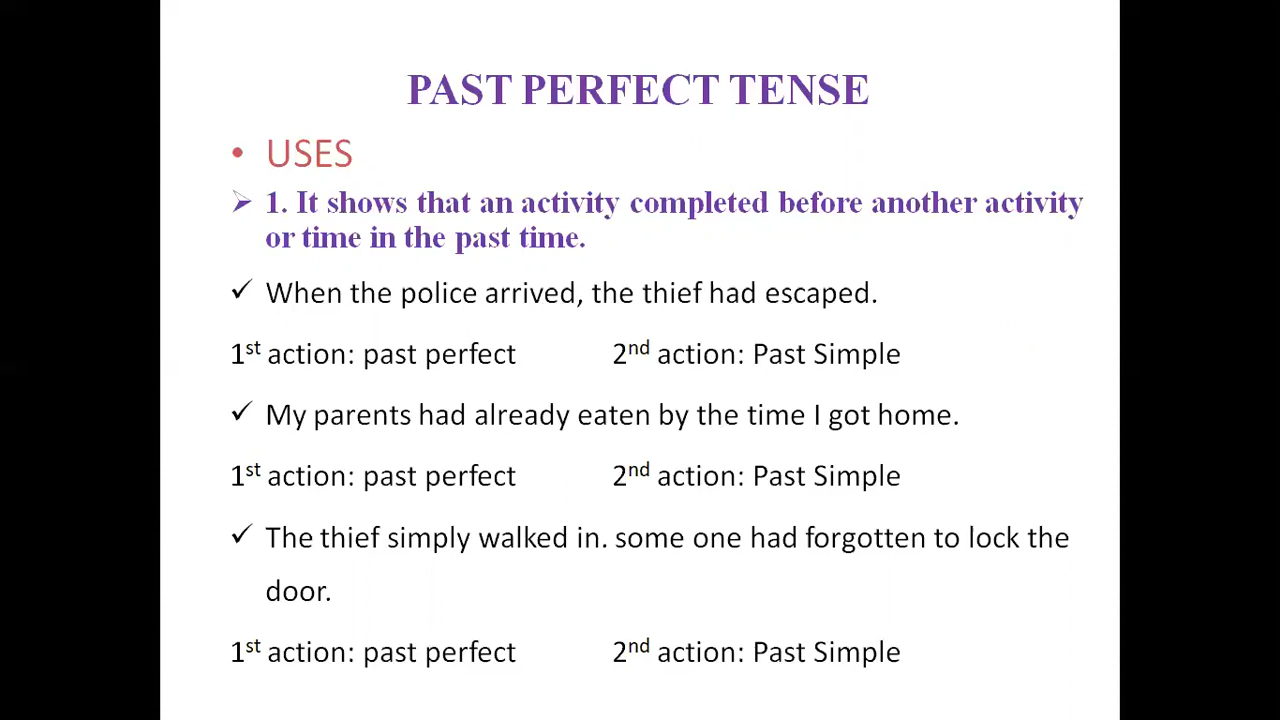 PAST PERFECT TENSE
• USES
➢ 1. It shows that an activity completed before another activity
or time in the past time.
✓ When the police arrived, the thief had escaped.
1st action: past perfect 2nd action: Past Simple
✓ My parents had already eaten by the time I got home.
1st action: past perfect 2nd action: Past Simple
✓ The thief simply walked in. some one had forgotten to lock the
door.
1st action: past perfect 2nd action: Past Simple